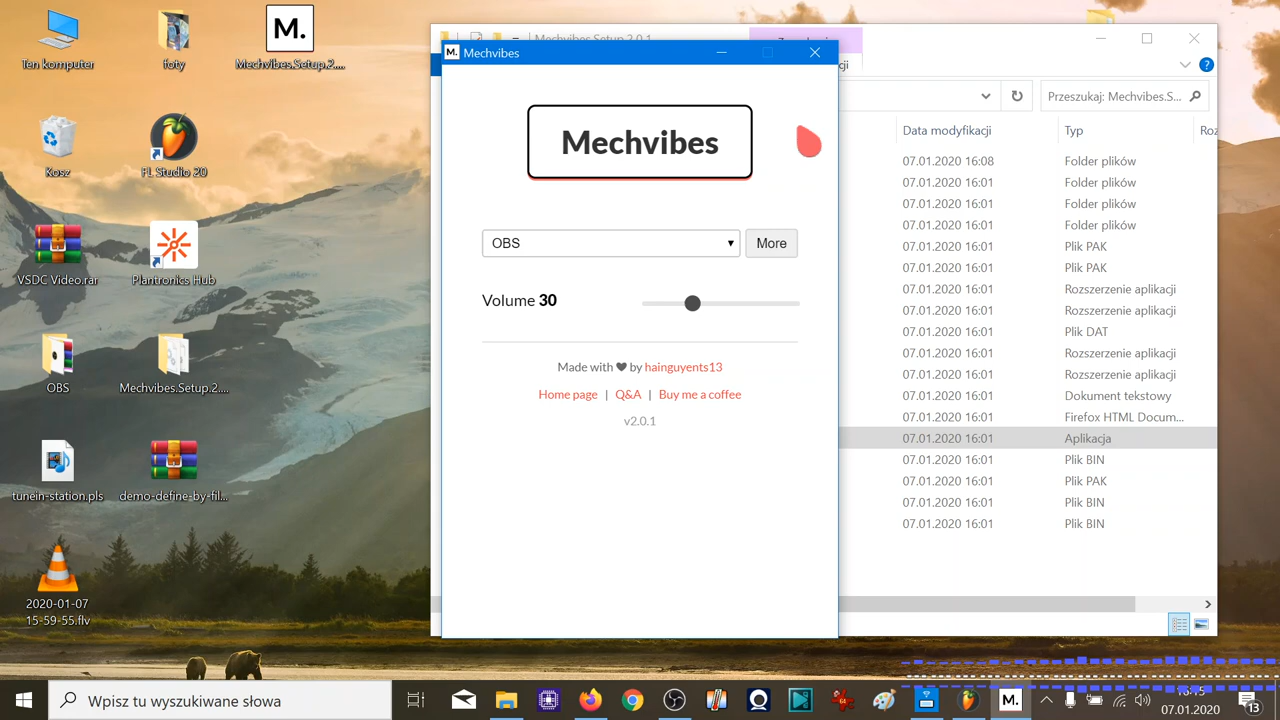 Ten komputer
foty
M.
Mechvibes.Setup.2....
Kosz
FL Studio 20
VSDC Video.rar
Plantronics Hub
OBS
Mechvibes.Setup.2....
tunein-station.pls
demo-define-by-fil...
2020-01-07
15-59-55.flv
Mechvibes Setup 2.0.1
M. Mechvibes
Mechvibes
OBS
More
Volume 30
Made with ❤ by hainguyents13
Home page | Q&A | Buy me a coffee
v2.0.1
Przeszukaj: Mechvibes.S...
Data modyfikacji Typ Roz
07.01.2020 16:08 Folder plików
07.01.2020 16:01 Folder plików
07.01.2020 16:01 Folder plików
07.01.2020 16:01 Folder plików
07.01.2020 16:01 Plik PAK
07.01.2020 16:01 Plik PAK
07.01.2020 16:01 Rozszerzenie aplikacji
07.01.2020 16:01 Rozszerzenie aplikacji
07.01.2020 16:01 Plik DAT
07.01.2020 16:01 Rozszerzenie aplikacji
07.01.2020 16:01 Rozszerzenie aplikacji
07.01.2020 16:01 Dokument tekstowy
07.01.2020 16:01 Firefox HTML Docum...
07.01.2020 16:01 Aplikacja
07.01.2020 16:01 Plik BIN
07.01.2020 16:01 Plik PAK
07.01.2020 16:01 Plik BIN
07.01.2020 16:01 Plik BIN
Wpisz tu wyszukiwane słowa
64
M.
07.01.2020
13